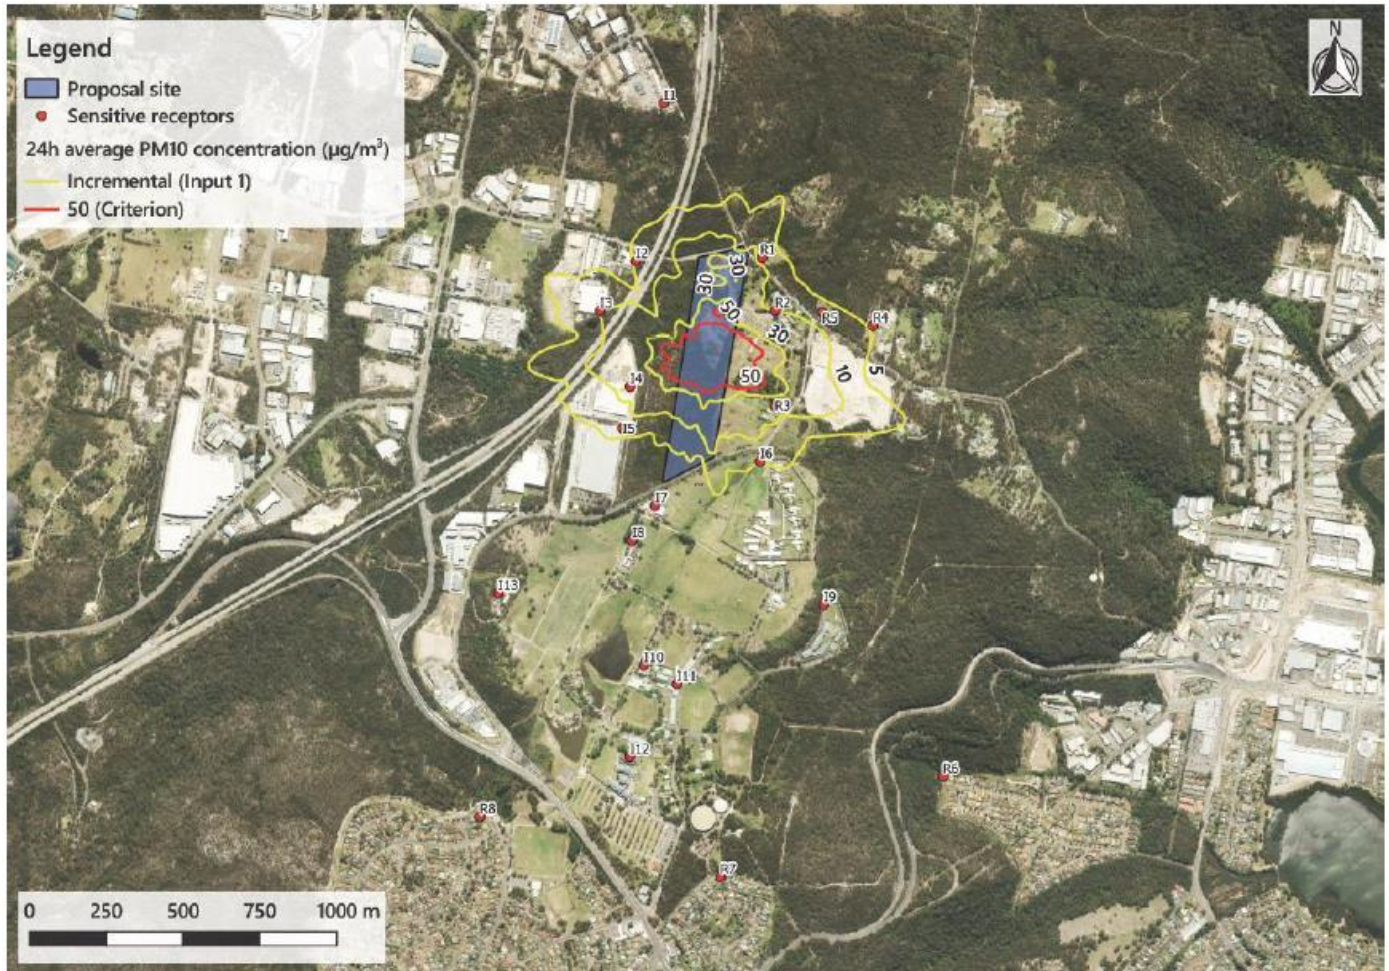 Legend
Proposal site
Sensitive receptors
24h average PM10 concentration (µg/m³)
Incremental (Input 1)
50 (Criterion)
N
I1
I2
R1
30
30
I3
50
R2
R5
R4
30
I4
50
10
5
R3
I5
I6
I7
I8
I13
I9
I10
I11
I12
R6
R8
R7
0 250 500 750 1000 m